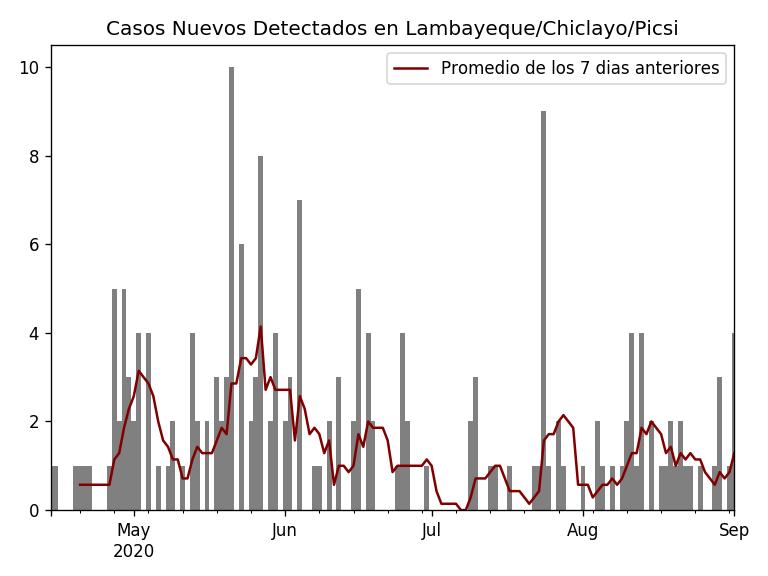 Casos Nuevos Detectados en Lambayeque/Chiclayo/Picsi
Promedio de los 7 dias anteriores
10
8
6
4
2
0
May Jun Jul Aug Sep
2020